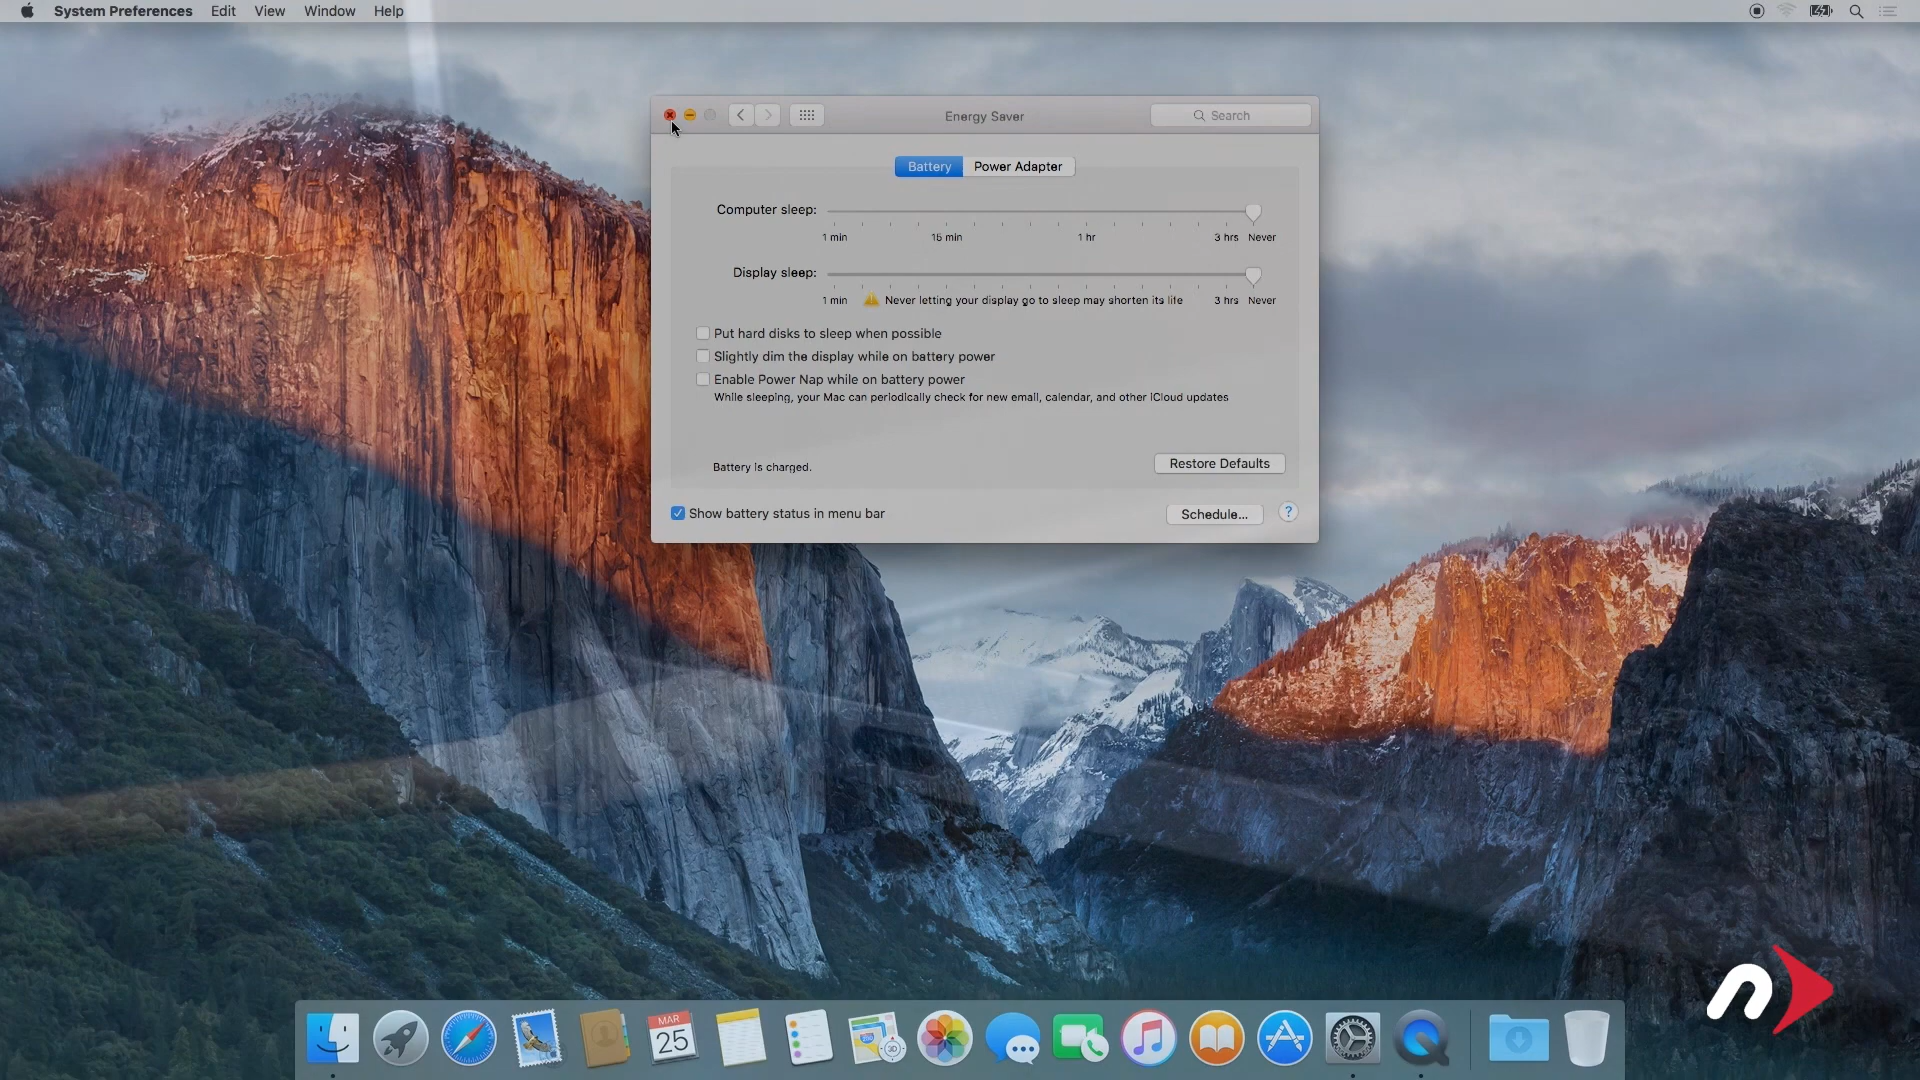 System Preferences Edit View Window Help
Energy Saver
Search
Battery Power Adapter
Computer sleep:
1 min 15 min 1 hr 3 hrs Never
Display sleep:
1 min Never letting your display go to sleep may shorten its life 3 hrs Never
Put hard disks to sleep when possible
Slightly dim the display while on battery power
Enable Power Nap while on battery power
While sleeping, your Mac can periodically check for new email, calendar, and other iCloud updates
Battery is charged.
Restore Defaults
Show battery status in menu bar
Schedule... ?
n
MAR
25
3D